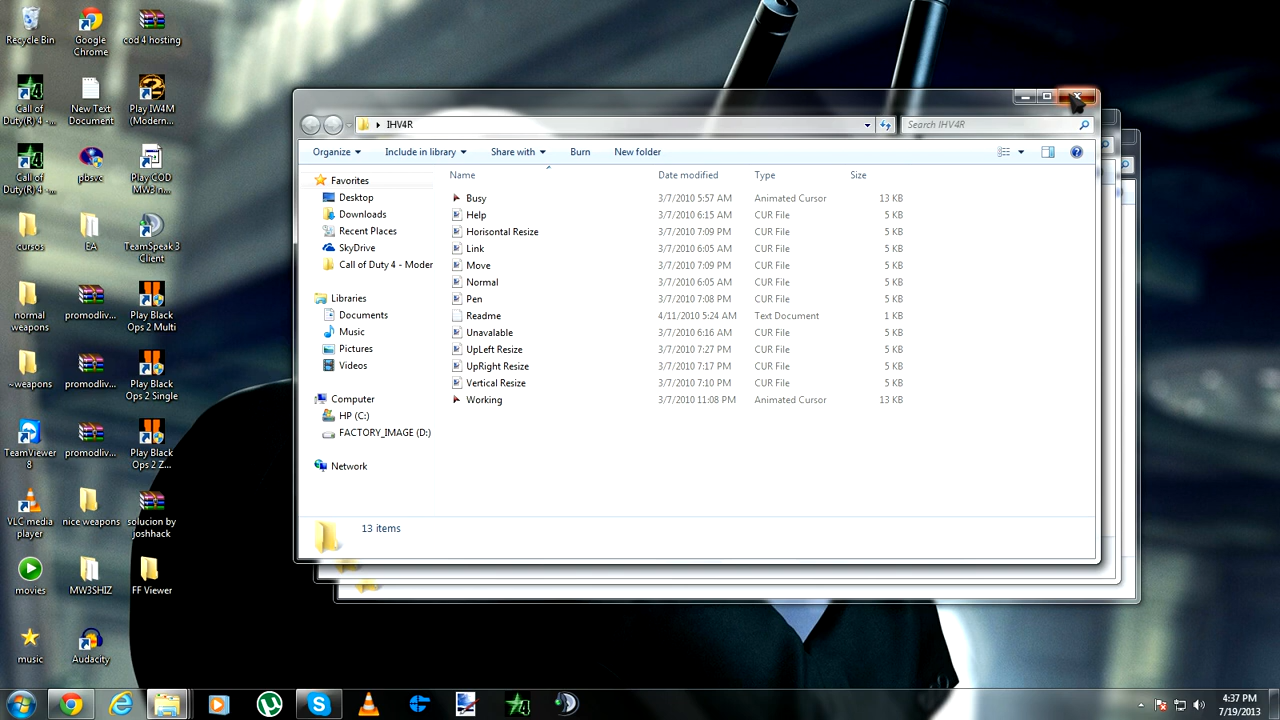 Recycle Bin
Google Chrome
cod 4 hosting
Call of Duty(R) 4 -...
New Text Document
Play IW4M (Modern...
Call of Duty(R) 4 -...
pbsvc
Play COD MW3 n...
cursos
EA
TeamSpeak 3 Client
normal weapons
promodliv...
Play Black Ops 2 Multi
~weapons
promodliv...
Play Black Ops 2 Single
TeamViewer 8
promodliv...
Play Black Ops 2 Z...
VLC media player
nice weapons
solucion by joshhack
movies
MW3SHIZ
FF Viewer
music
Audacity
IHV4R
Search IHV4R
Organize Include in library Share with Burn New folder
Favorites
Desktop
Downloads
Recent Places
SkyDrive
Call of Duty 4 - Moder
Libraries
Documents
Music
Pictures
Videos
Computer
HP (C:)
FACTORY_IMAGE (D:)
Network
Name Date modified Type Size
Busy 3/7/2010 5:57 AM Animated Cursor 13 KB
Help 3/7/2010 6:15 AM CUR File 5 KB
Horisontal Resize 3/7/2010 7:09 PM CUR File 5 KB
Link 3/7/2010 6:05 AM CUR File 5 KB
Move 3/7/2010 7:09 PM CUR File 5 KB
Normal 3/7/2010 6:05 AM CUR File 5 KB
Pen 3/7/2010 7:08 PM CUR File 5 KB
Readme 4/11/2010 5:24 AM Text Document 1 KB
Unavalable 3/7/2010 6:16 AM CUR File 5 KB
UpLeft Resize 3/7/2010 7:27 PM CUR File 5 KB
UpRight Resize 3/7/2010 7:17 PM CUR File 5 KB
Vertical Resize 3/7/2010 7:10 PM CUR File 5 KB
Working 3/7/2010 11:08 PM Animated Cursor 13 KB
13 items
4:37 PM
7/19/2013